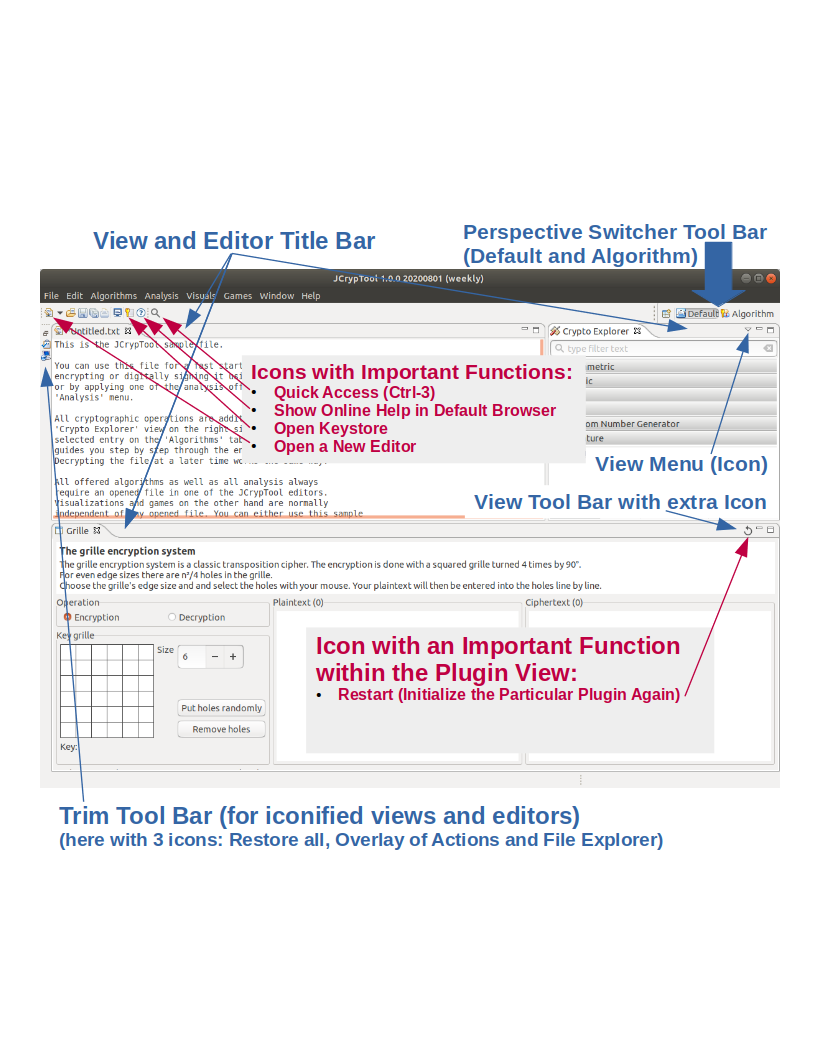 View and Editor Title Bar
Perspective Switcher Tool Bar
(Default and Algorithm)
JCrypTool 1.0.0 20200801 (weekly)
File Edit Algorithms Analysis Visuals Games Window Help
Default Algorithm
Untitled.txt
Crypto Explorer
type filter text
This is the JCrypTool sample file.
You can use this file for a fast start
encrypting or digitally signing it usi
or by applying one of the analysis off
'Analysis' menu.
All cryptographic operations are addit
'Crypto Explorer' view on the right si
selected entry on the 'Algorithms' tab
guides you step by step through the en
Decrypting the file at a later time works the same way.
All offered algorithms as well as all analysis always
require an opened file in one of the JCrypTool editors.
Visualizations and games on the other hand are normally
independent of any opened file. You can either use this sample
Icons with Important Functions:
• Quick Access (Ctrl-3)
• Show Online Help in Default Browser
• Open Keystore
• Open a New Editor
mmetric
ic
om Number Generator
ture
View Menu (Icon)
View Tool Bar with extra Icon
Grille
The grille encryption system
The grille encryption system is a classic transposition cipher. The encryption is done with a squared grille turned 4 times by 90°.
For even edge sizes there are n²/4 holes in the grille.
Choose the grille's edge size and and select the holes with your mouse. Your plaintext will then be entered into the holes line by line.
Operation
Encryption Decryption
Key grille
Size 6 − +
Put holes randomly
Remove holes
Key:
Plaintext (0)
Ciphertext (0)
Icon with an Important Function
within the Plugin View:
• Restart (Initialize the Particular Plugin Again)
Trim Tool Bar (for iconified views and editors)
(here with 3 icons: Restore all, Overlay of Actions and File Explorer)